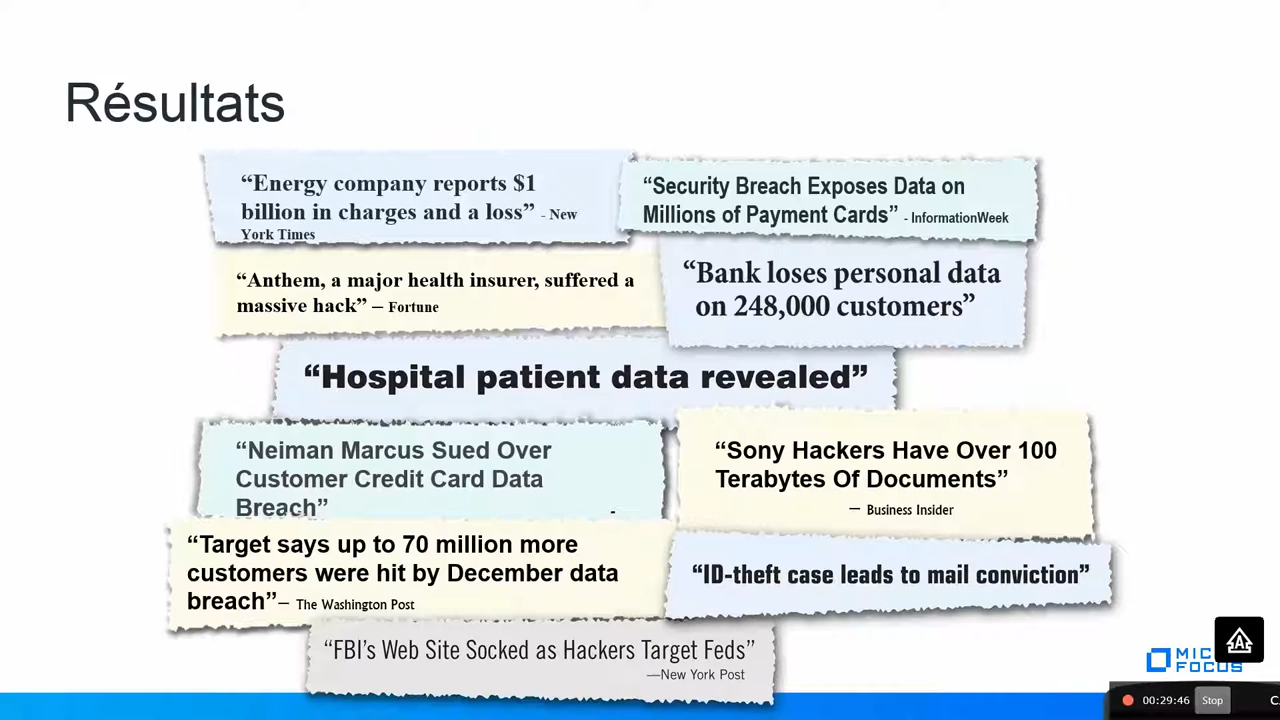 Résultats
“Energy company reports $1
billion in charges and a loss” - New
York Times
“Security Breach Exposes Data on
Millions of Payment Cards” - InformationWeek
“Anthem, a major health insurer, suffered a
massive hack” – Fortune
“Bank loses personal data
on 248,000 customers”
“Hospital patient data revealed”
“Neiman Marcus Sued Over
Customer Credit Card Data
Breach”
“Sony Hackers Have Over 100
Terabytes Of Documents”
— Business Insider
“Target says up to 70 million more
customers were hit by December data
breach”– The Washington Post
“ID-theft case leads to mail conviction”
“FBI’s Web Site Socked as Hackers Target Feds”
—New York Post
MIC
FOCUS
00:29:46 Stop C